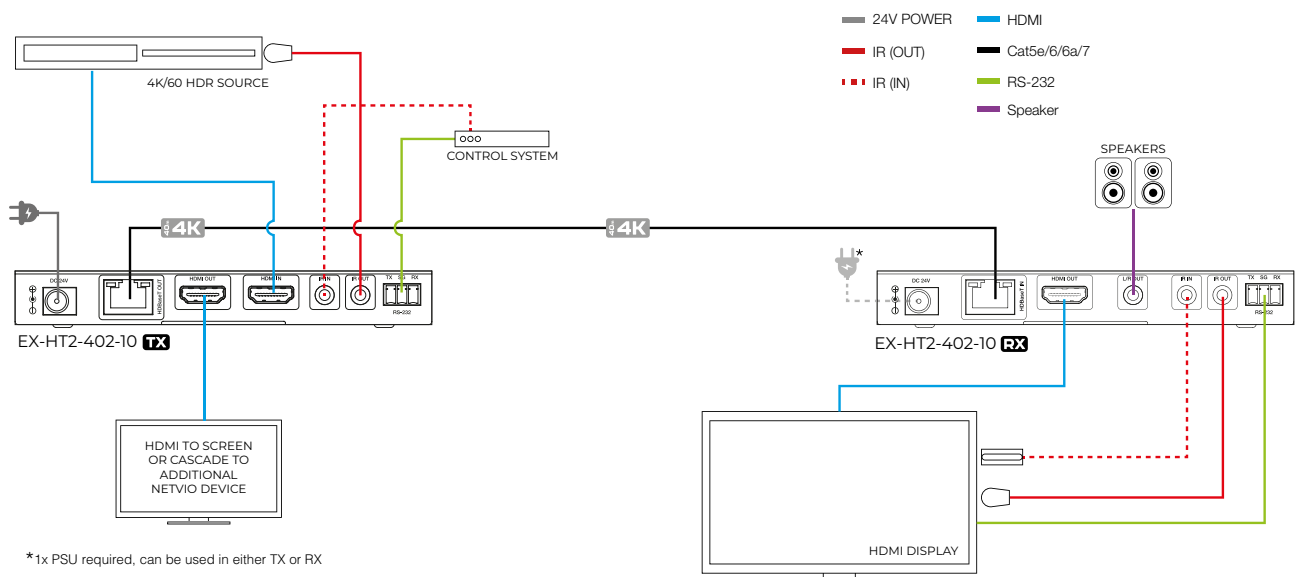 24V POWER
HDMI
IR (OUT)
Cat5e/6/6a/7
IR (IN)
RS-232
Speaker
4K/60 HDR SOURCE
CONTROL SYSTEM
SPEAKERS
4K
4K
*
DC 24V
HDBaseT OUT
HDMI OUT
HDMI IN
IR IN
IR OUT
TX SG RX
RS-232
EX-HT2-402-10 TX
DC 24V
HDBaseT IN
HDMI OUT
L/R OUT
IR IN
IR OUT
TX SG RX
RS-232
EX-HT2-402-10 RX
HDMI TO SCREEN
OR CASCADE TO
ADDITIONAL
NETVIO DEVICE
HDMI DISPLAY
*1x PSU required, can be used in either TX or RX